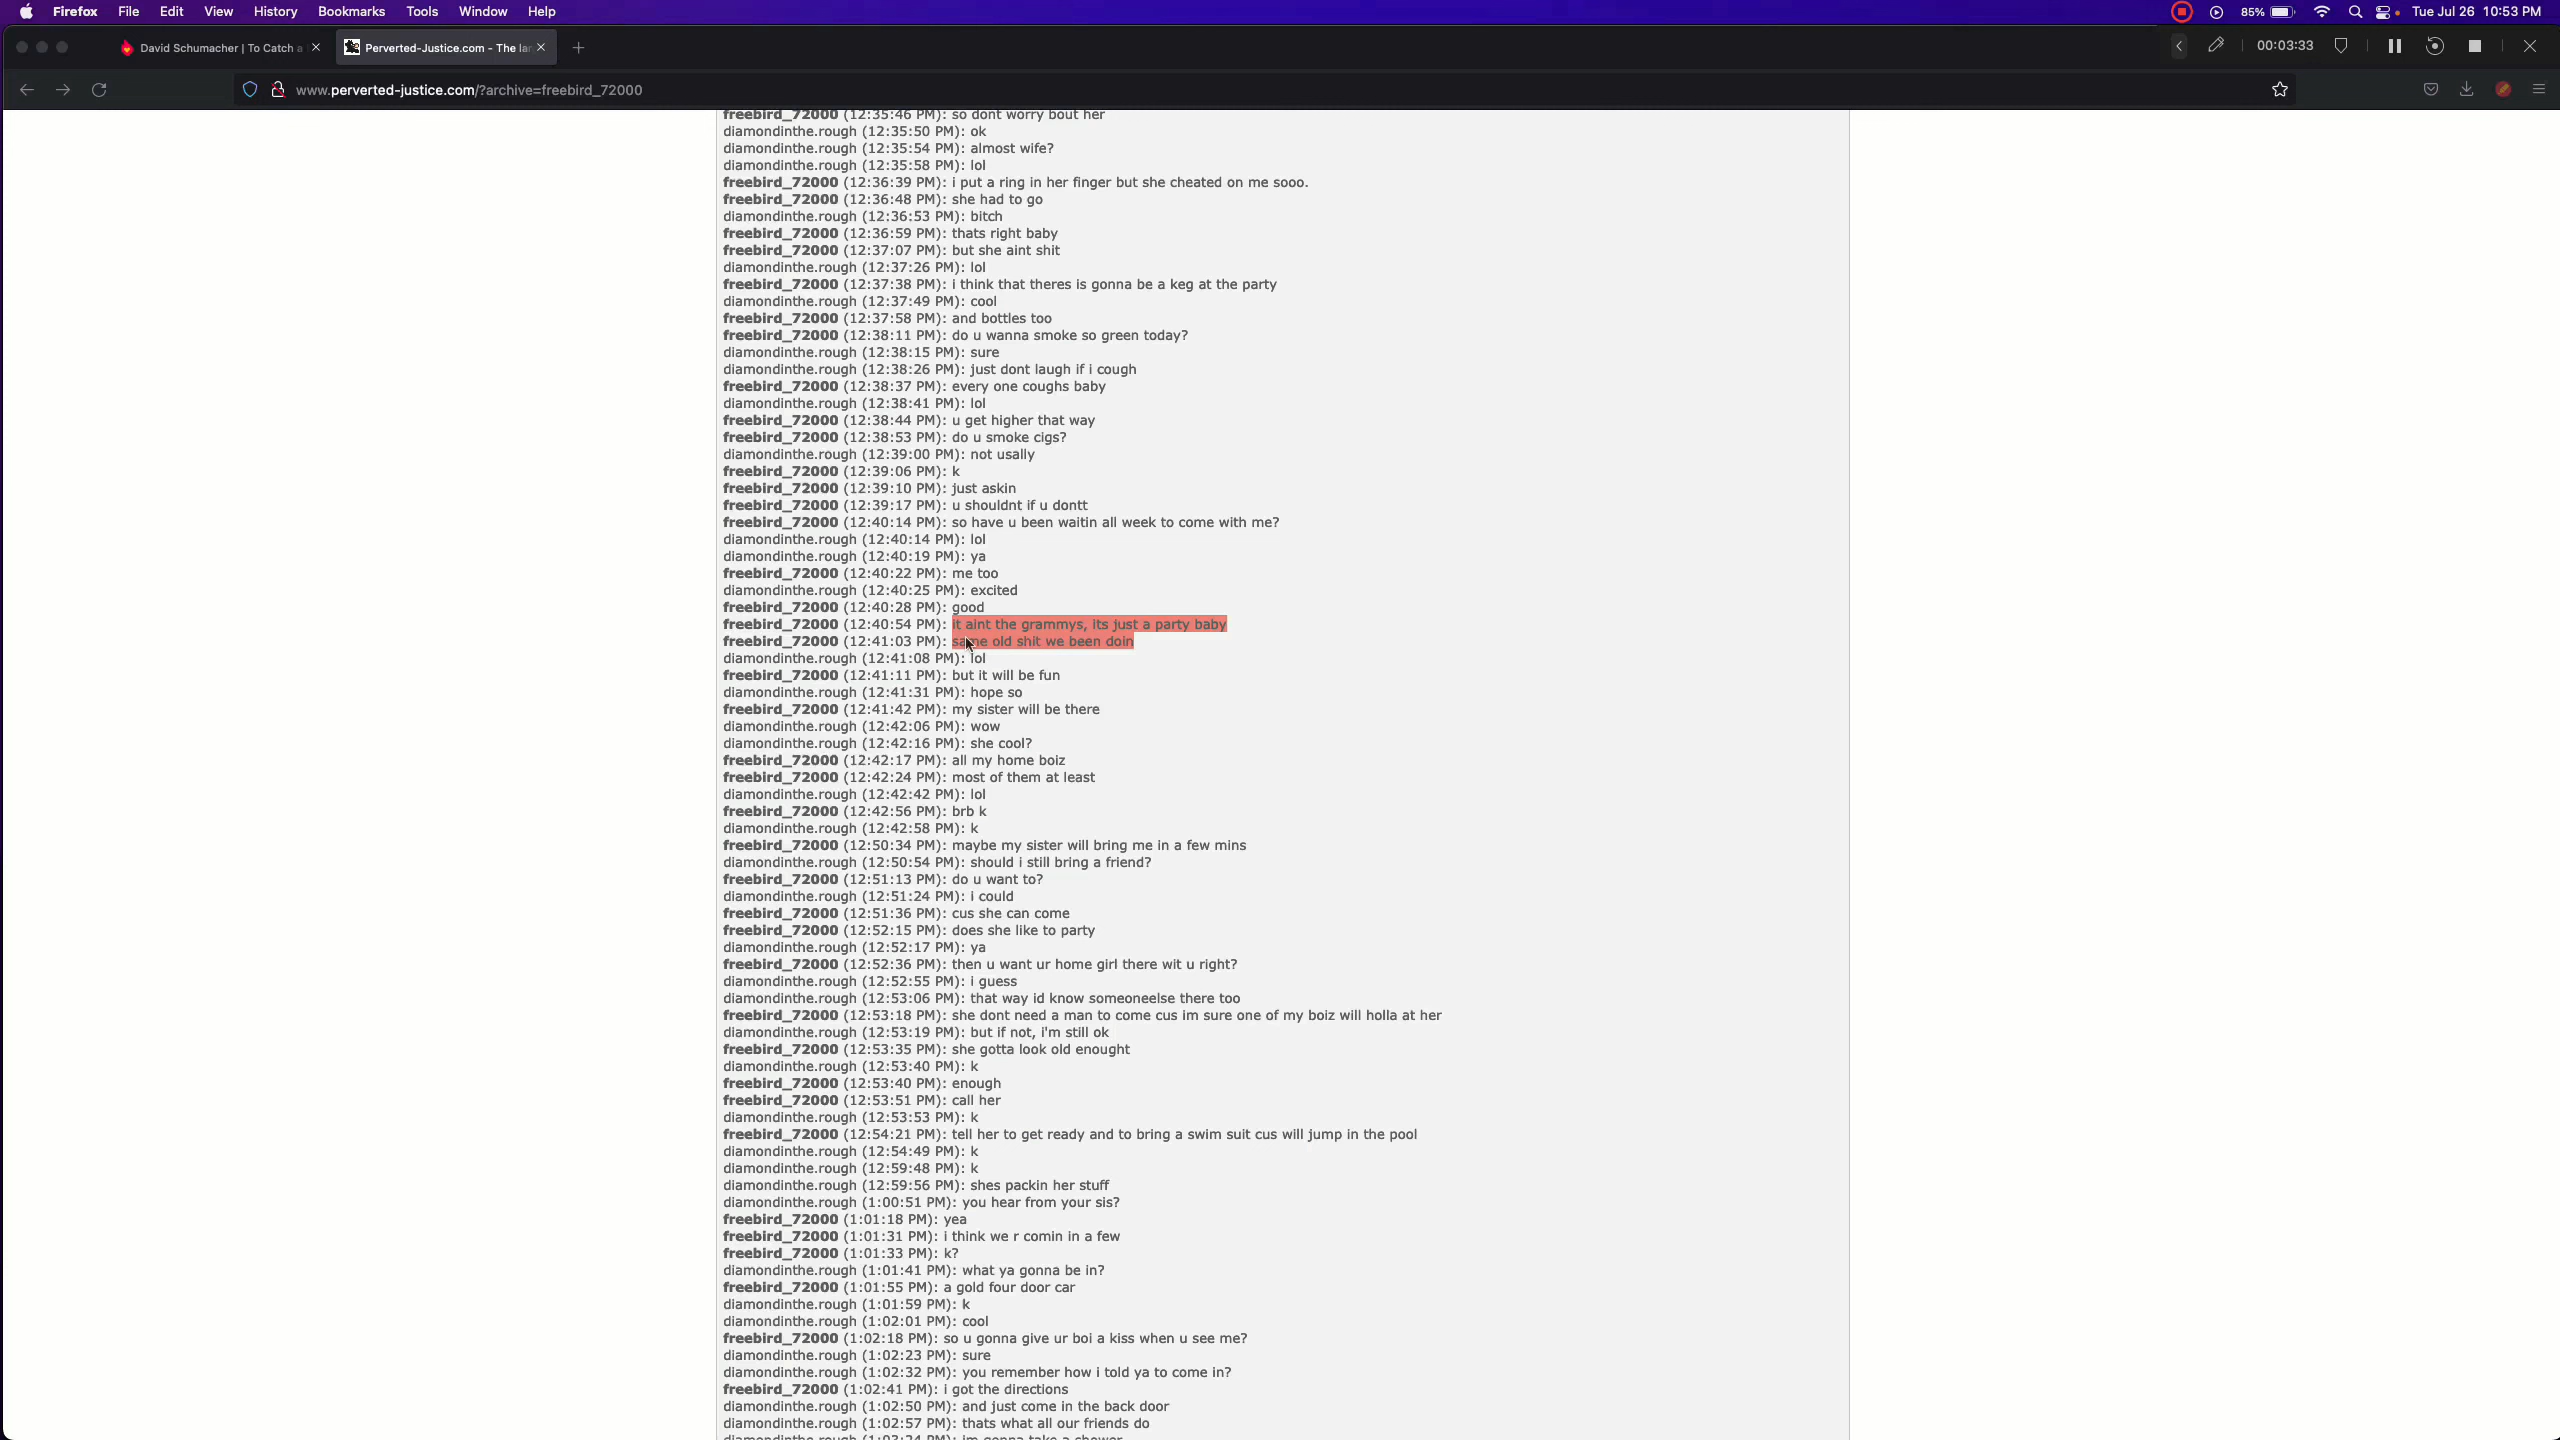 Firefox File Edit View History Bookmarks Tools Window Help
85% Tue Jul 26 10:53 PM
David Schumacher | To Catch a
Perverted-Justice.com - The lar
00:03:33
www.perverted-justice.com/?archive=freebird_72000
freebird_72000 (12:35:46 PM): so dont worry bout her
diamondinthe.rough (12:35:50 PM): ok
diamondinthe.rough (12:35:54 PM): almost wife?
diamondinthe.rough (12:35:58 PM): lol
freebird_72000 (12:36:39 PM): i put a ring in her finger but she cheated on me sooo.
freebird_72000 (12:36:48 PM): she had to go
diamondinthe.rough (12:36:53 PM): bitch
freebird_72000 (12:36:59 PM): thats right baby
freebird_72000 (12:37:07 PM): but she aint shit
diamondinthe.rough (12:37:26 PM): lol
freebird_72000 (12:37:38 PM): i think that theres is gonna be a keg at the party
diamondinthe.rough (12:37:49 PM): cool
freebird_72000 (12:37:58 PM): and bottles too
freebird_72000 (12:38:11 PM): do u wanna smoke so green today?
diamondinthe.rough (12:38:15 PM): sure
diamondinthe.rough (12:38:26 PM): just dont laugh if i cough
freebird_72000 (12:38:37 PM): every one coughs baby
diamondinthe.rough (12:38:41 PM): lol
freebird_72000 (12:38:44 PM): u get higher that way
freebird_72000 (12:38:53 PM): do u smoke cigs?
diamondinthe.rough (12:39:00 PM): not usally
freebird_72000 (12:39:06 PM): k
freebird_72000 (12:39:10 PM): just askin
freebird_72000 (12:39:17 PM): u shouldnt if u dontt
freebird_72000 (12:40:14 PM): so have u been waitin all week to come with me?
diamondinthe.rough (12:40:14 PM): lol
diamondinthe.rough (12:40:19 PM): ya
freebird_72000 (12:40:22 PM): me too
diamondinthe.rough (12:40:25 PM): excited
freebird_72000 (12:40:28 PM): good
freebird_72000 (12:40:54 PM): it aint the grammys, its just a party baby
freebird_72000 (12:41:03 PM): same old shit we been doin
diamondinthe.rough (12:41:08 PM): lol
freebird_72000 (12:41:11 PM): but it will be fun
diamondinthe.rough (12:41:31 PM): hope so
freebird_72000 (12:41:42 PM): my sister will be there
diamondinthe.rough (12:42:06 PM): wow
diamondinthe.rough (12:42:16 PM): she cool?
freebird_72000 (12:42:17 PM): all my home boiz
freebird_72000 (12:42:24 PM): most of them at least
diamondinthe.rough (12:42:42 PM): lol
freebird_72000 (12:42:56 PM): brb k
diamondinthe.rough (12:42:58 PM): k
freebird_72000 (12:50:34 PM): maybe my sister will bring me in a few mins
diamondinthe.rough (12:50:54 PM): should i still bring a friend?
freebird_72000 (12:51:13 PM): do u want to?
diamondinthe.rough (12:51:24 PM): i could
freebird_72000 (12:51:36 PM): cus she can come
freebird_72000 (12:52:15 PM): does she like to party
diamondinthe.rough (12:52:17 PM): ya
freebird_72000 (12:52:36 PM): then u want ur home girl there wit u right?
diamondinthe.rough (12:52:55 PM): i guess
diamondinthe.rough (12:53:06 PM): that way id know someoneelse there too
freebird_72000 (12:53:18 PM): she dont need a man to come cus im sure one of my boiz will holla at her
diamondinthe.rough (12:53:19 PM): but if not, i'm still ok
freebird_72000 (12:53:35 PM): she gotta look old enought
diamondinthe.rough (12:53:40 PM): k
freebird_72000 (12:53:40 PM): enough
freebird_72000 (12:53:51 PM): call her
diamondinthe.rough (12:53:53 PM): k
freebird_72000 (12:54:21 PM): tell her to get ready and to bring a swim suit cus will jump in the pool
diamondinthe.rough (12:54:49 PM): k
diamondinthe.rough (12:59:48 PM): k
diamondinthe.rough (12:59:56 PM): shes packin her stuff
diamondinthe.rough (1:00:51 PM): you hear from your sis?
freebird_72000 (1:01:18 PM): yea
freebird_72000 (1:01:31 PM): i think we r comin in a few
freebird_72000 (1:01:33 PM): k?
diamondinthe.rough (1:01:41 PM): what ya gonna be in?
freebird_72000 (1:01:55 PM): a gold four door car
diamondinthe.rough (1:01:59 PM): k
diamondinthe.rough (1:02:01 PM): cool
freebird_72000 (1:02:18 PM): so u gonna give ur boi a kiss when u see me?
diamondinthe.rough (1:02:23 PM): sure
diamondinthe.rough (1:02:32 PM): you remember how i told ya to come in?
freebird_72000 (1:02:41 PM): i got the directions
diamondinthe.rough (1:02:50 PM): and just come in the back door
diamondinthe.rough (1:02:57 PM): thats what all our friends do
diamondinthe.rough (1:03:24 PM): im gonna take a shower